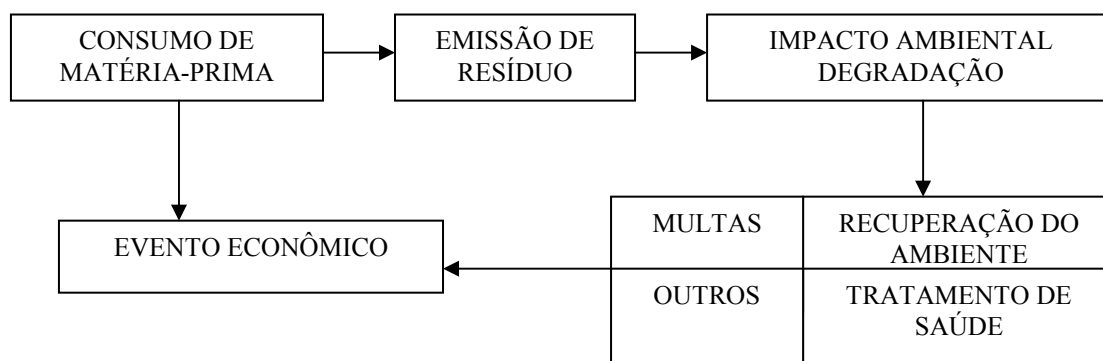 CONSUMO DE
MATÉRIA-PRIMA
EMISSÃO DE
RESÍDUO
IMPACTO AMBIENTAL
DEGRADAÇÃO
EVENTO ECONÔMICO
MULTAS
RECUPERAÇÃO DO
AMBIENTE
OUTROS
TRATAMENTO DE
SAÚDE